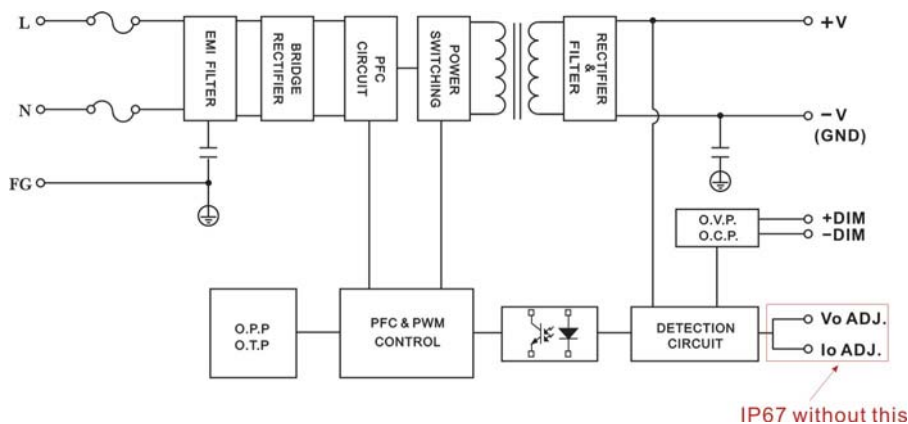 L
N
FG
EMI FILTER
BRIDGE
RECTIFIER
PFC
CIRCUIT
POWER
SWITCHING
RECTIFIER
&
FILTER
+V
−V
(GND)
O.V.P.
O.C.P.
+DIM
−DIM
O.P.P
O.T.P
PFC & PWM
CONTROL
DETECTION
CIRCUIT
Vo ADJ.
Io ADJ.
IP67 without this